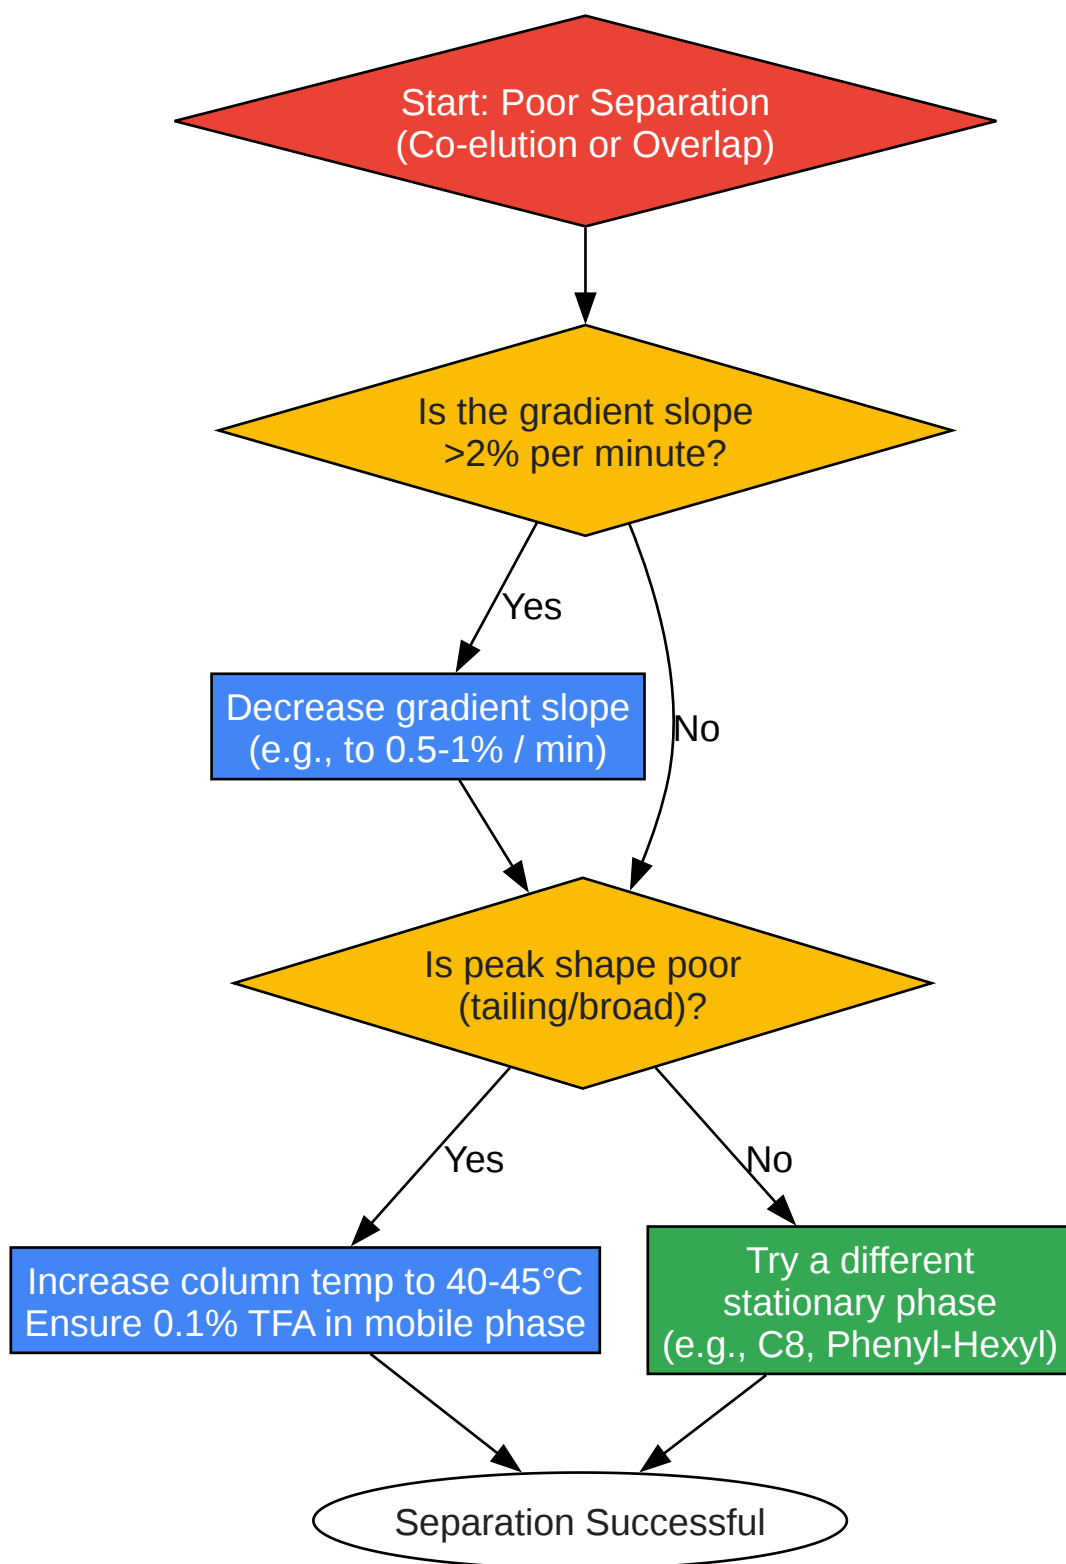 Start: Poor Separation
(Co-elution or Overlap)
Is the gradient slope
>2% per minute?
Yes
Decrease gradient slope
(e.g., to 0.5-1% / min)
No
Is peak shape poor
(tailing/broad)?
Yes
No
Increase column temp to 40-45°C
Ensure 0.1% TFA in mobile phase
Try a different
stationary phase
(e.g., C8, Phenyl-Hexyl)
Separation Successful